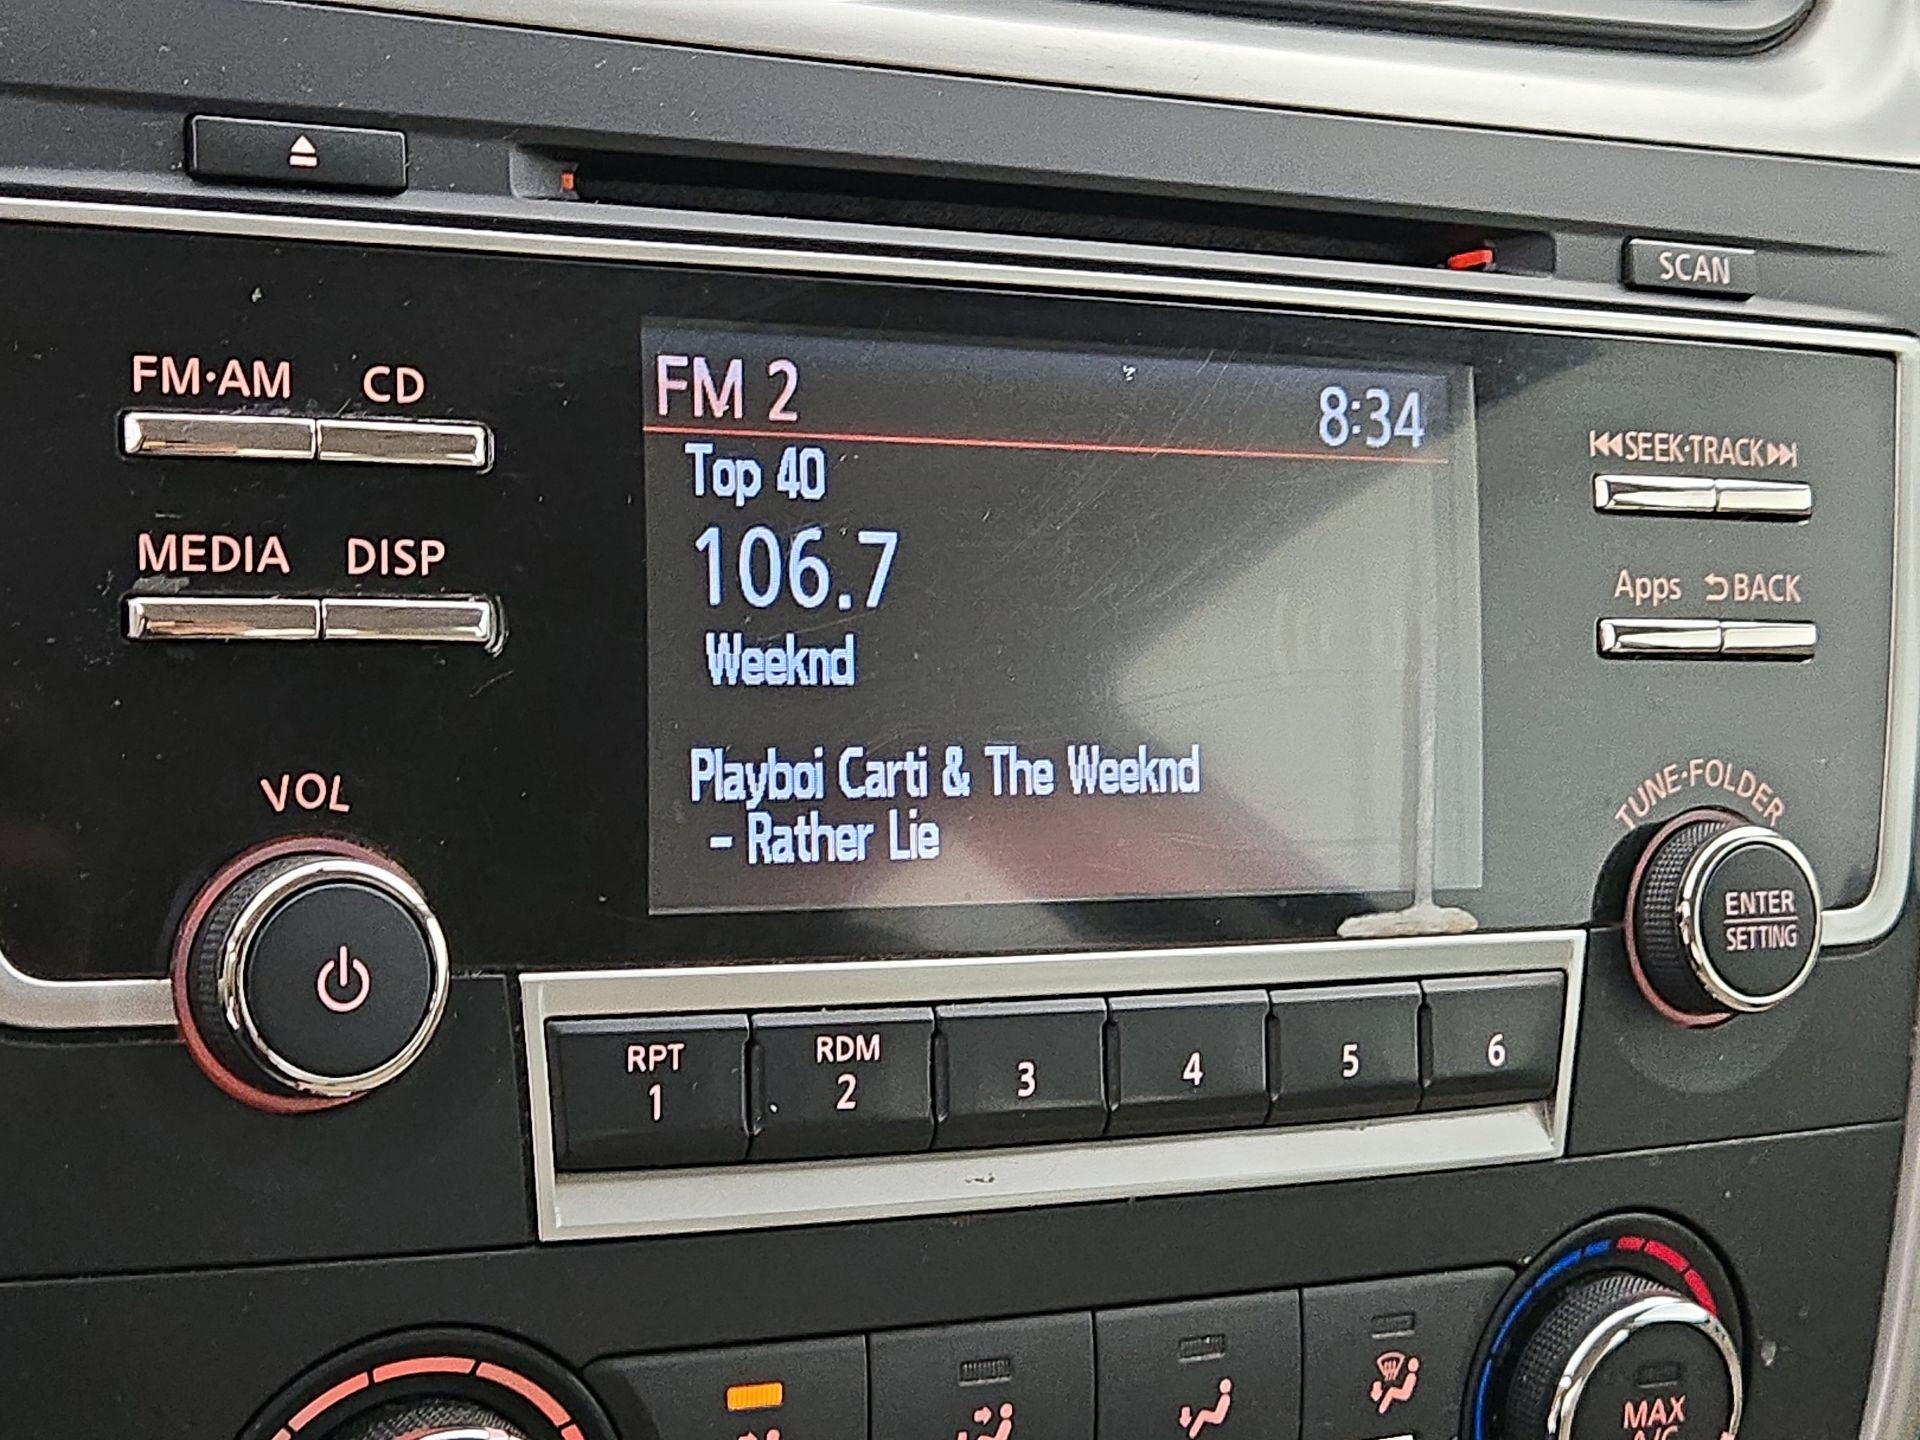 SCAN
FM·AM CD
MEDIA DISP
VOL
FM 2 8:34
Top 40
106.7
Weeknd
Playboi Carti & The Weeknd
- Rather Lie
SEEK·TRACK
Apps BACK
TUNE·FOLDER
ENTER
SETTING
RPT
1
RDM
2
3
4
5
6
MAX
A/C